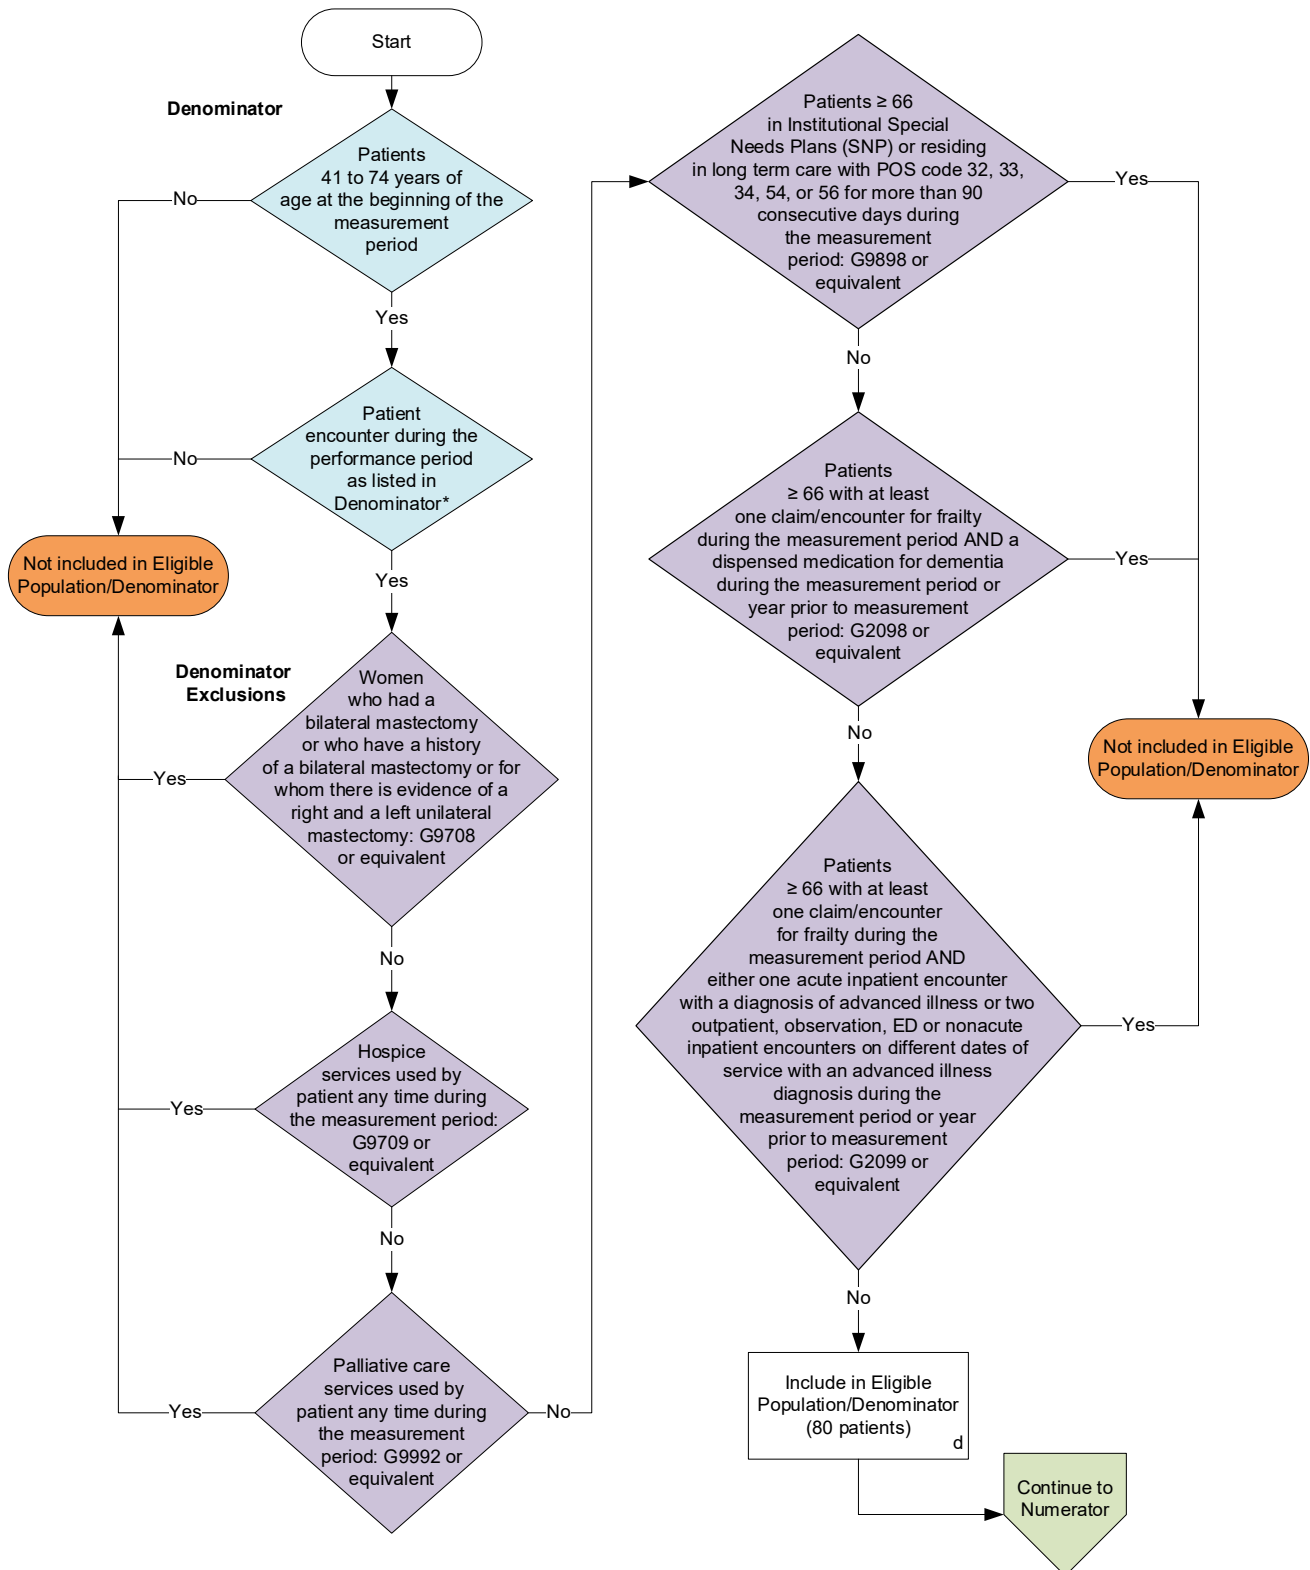 Start
Denominator
Patients
41 to 74 years of
age at the beginning of the
measurement
period
No
Yes
Patient
encounter during the
performance period
as listed in
Denominator*
No
Not included in Eligible
Population/Denominator
Yes
Denominator
Exclusions
Women
who had a
bilateral mastectomy
or who have a history
of a bilateral mastectomy or for
whom there is evidence of a
right and a left unilateral
mastectomy: G9708
or equivalent
Yes
No
Hospice
services used by
patient any time during
the measurement period:
G9709 or
equivalent
Yes
No
Palliative care
services used by
patient any time during
the measurement
period: G9992 or
equivalent
Yes
No
Patients ≥ 66
in Institutional Special
Needs Plans (SNP) or residing
in long term care with POS code 32, 33,
34, 54, or 56 for more than 90
consecutive days during
the measurement
period: G9898 or
equivalent
Yes
No
Patients
≥ 66 with at least
one claim/encounter for frailty
during the measurement period AND a
dispensed medication for dementia
during the measurement period or
year prior to measurement
period: G2098 or
equivalent
Yes
No
Not included in Eligible
Population/Denominator
Patients
≥ 66 with at least
one claim/encounter
for frailty during the
measurement period AND
either one acute inpatient encounter
with a diagnosis of advanced illness or two
outpatient, observation, ED or nonacute
inpatient encounters on different dates of
service with an advanced illness
diagnosis during the
measurement period or year
prior to measurement
period: G2099 or
equivalent
Yes
No
Include in Eligible
Population/Denominator
(80 patients)
d
Continue to
Numerator